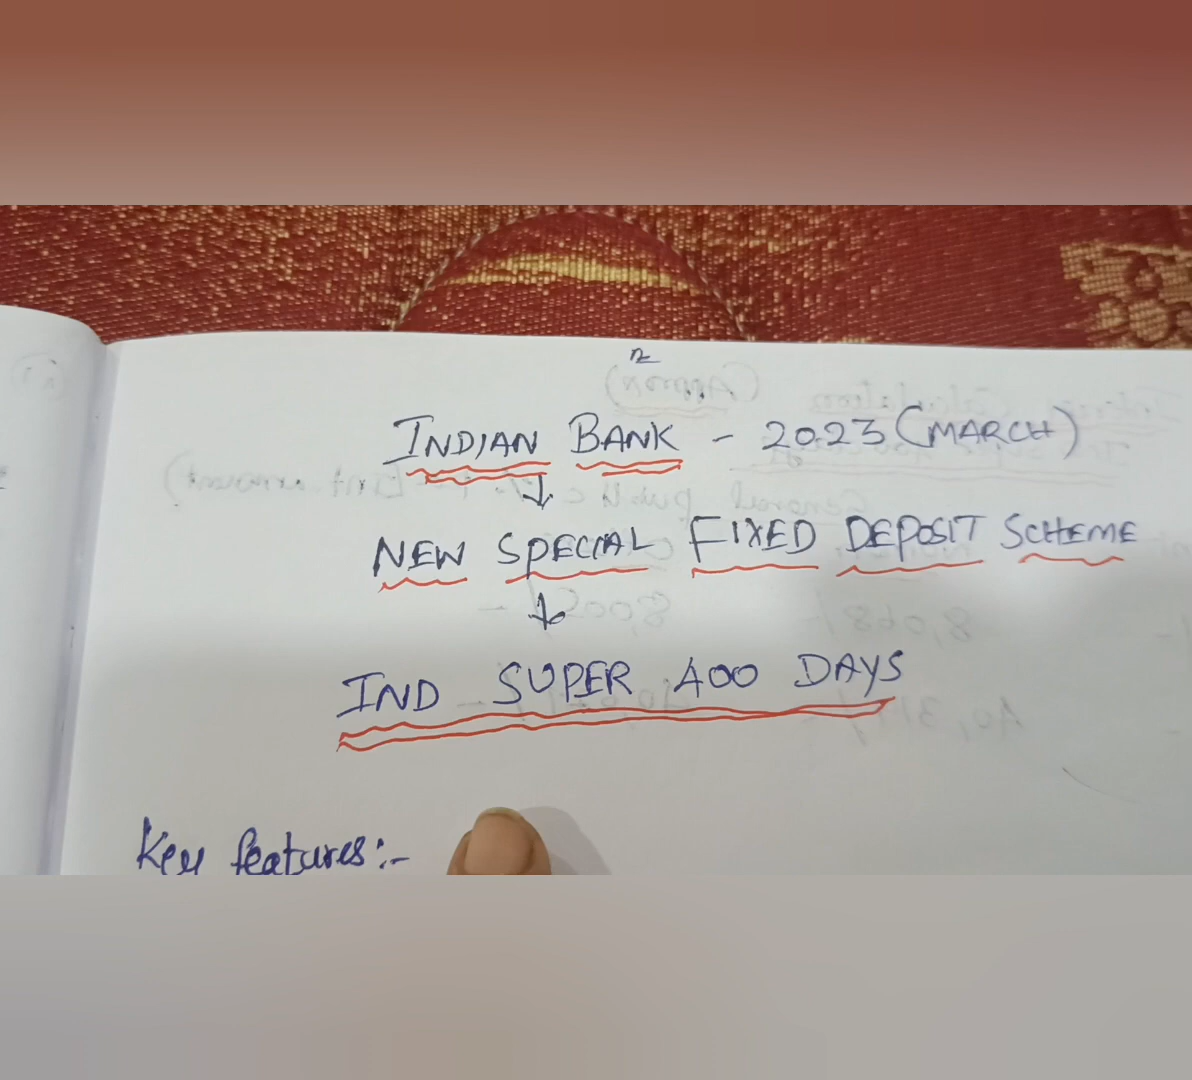 INDIAN BANK - 2023 (MARCH)
↓
NEW SPECIAL FIXED DEPOSIT SCHEME
↓
IND SUPER 400 DAYS
Key features:-